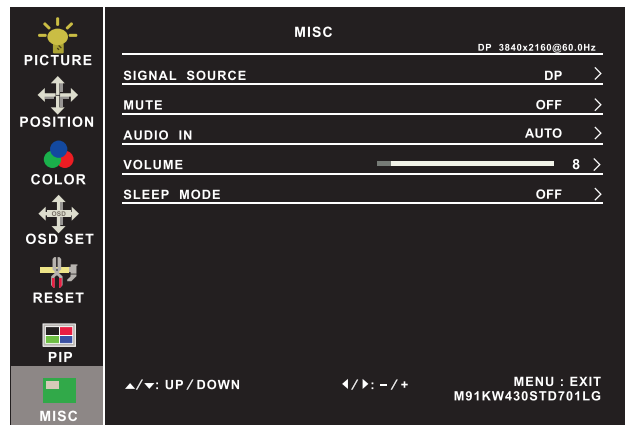 PICTURE
POSITION
COLOR
OSD
OSD SET
RESET
PIP
MISC
MISC
DP 3840x2160@60.0Hz
SIGNAL SOURCE DP >
MUTE OFF >
AUDIO IN AUTO >
VOLUME 8 >
SLEEP MODE OFF >
▲/▼: UP/DOWN ◀/▶: –/+ MENU : EXIT
M91KW430STD701LG